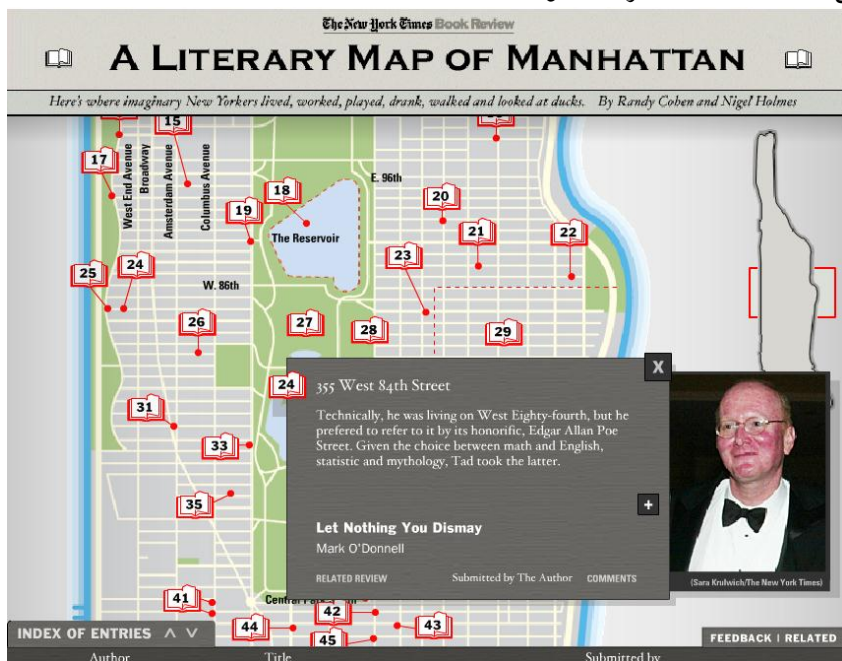 The New York Times Book Review
A LITERARY MAP OF MANHATTAN
Here's where imaginary New Yorkers lived, worked, played, drank, walked and looked at ducks. By Randy Cohen and Nigel Holmes
15
17
West End Avenue
Broadway
Amsterdam Avenue
Columbus Avenue
E. 96th
18
19
20
The Reservoir
21
22
23
25
24
W. 86th
26
27
28
29
X
24
355 West 84th Street
Technically, he was living on West Eighty-fourth, but he
prefered to refer to it by its honorific, Edgar Allan Poe
Street. Given the choice between math and English,
statistic and mythology, Tad took the latter.
31
33
35
+
Let Nothing You Dismay
Mark O'Donnell
RELATED REVIEW Submitted by The Author COMMENTS
(Sara Krulwich/The New York Times)
41
Central Park
42
43
44
45
INDEX OF ENTRIES
FEEDBACK | RELATED
Author Title Submitted by